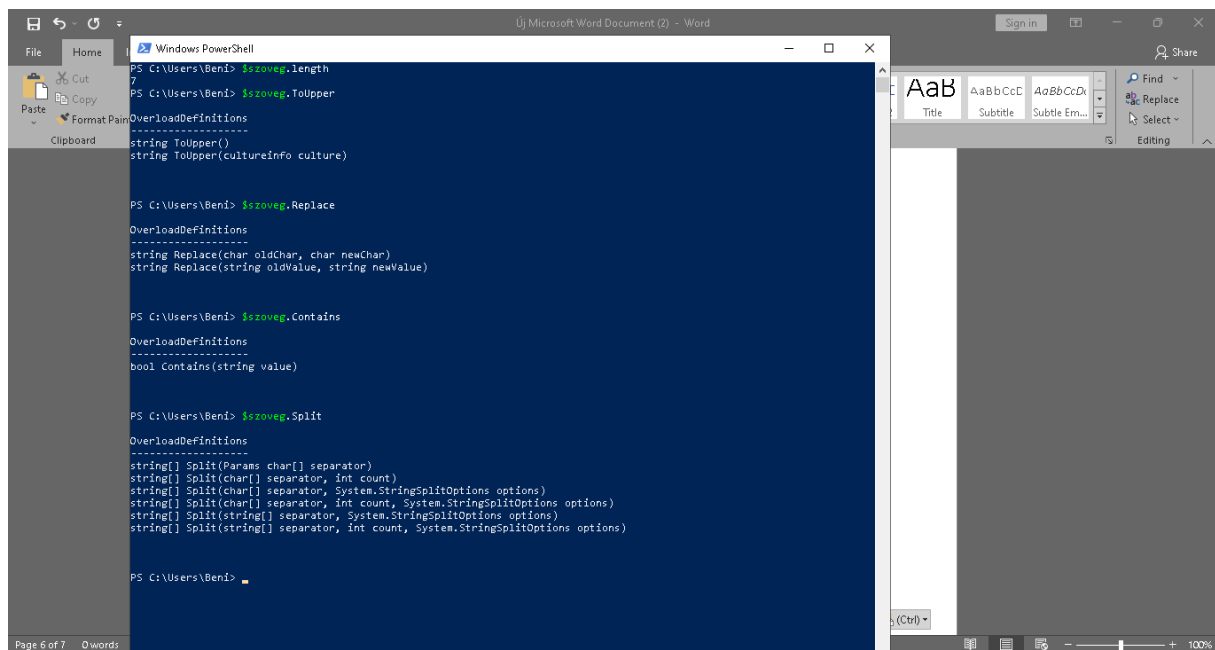 Új Microsoft Word Document (2) - Word
Sign in
File
Home
Share
Windows PowerShell
Cut
Copy
Paste
Format Pain
Clipboard
PS C:\Users\Beni> $szoveg.length
7
PS C:\Users\Beni> $szoveg.ToUpper
OverloadDefinitions
-------------------
string ToUpper()
string ToUpper(cultureinfo culture)
PS C:\Users\Beni> $szoveg.Replace
OverloadDefinitions
-------------------
string Replace(char oldChar, char newChar)
string Replace(string oldValue, string newValue)
PS C:\Users\Beni> $szoveg.Contains
OverloadDefinitions
-------------------
bool Contains(string value)
PS C:\Users\Beni> $szoveg.Split
OverloadDefinitions
-------------------
string[] Split(Params char[] separator)
string[] Split(char[] separator, int count)
string[] Split(char[] separator, System.StringSplitOptions options)
string[] Split(char[] separator, int count, System.StringSplitOptions options)
string[] Split(string[] separator, System.StringSplitOptions options)
string[] Split(string[] separator, int count, System.StringSplitOptions options)
PS C:\Users\Beni>
AaB
AaBbCcD
AaBbCcDc
Title
Subtitle
Subtle Em...
Find
Replace
Select
Editing
(Ctrl)
Page 6 of 7
0 words
100%